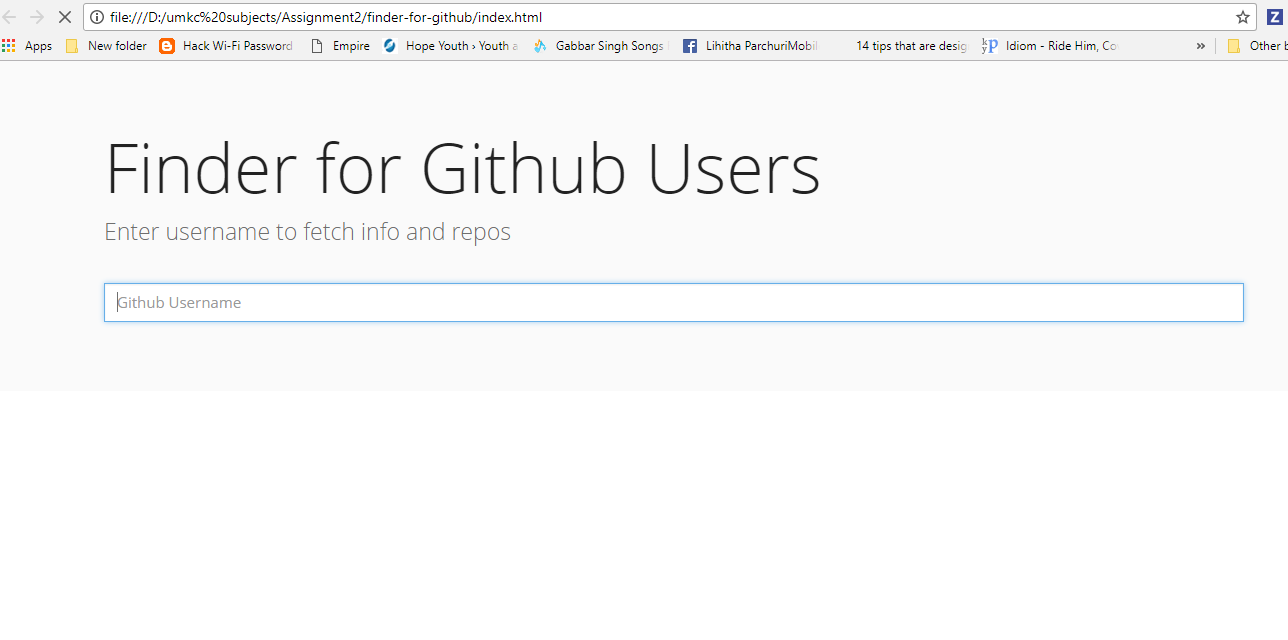 file:///D:/umkc%20subjects/Assignment2/finder-for-github/index.html
Z
Apps New folder Hack Wi-Fi Password Empire Hope Youth › Youth a Gabbar Singh Songs Lihitha ParchuriMobil 14 tips that are desig ky P Idiom - Ride Him, Co » Other b
Finder for Github Users
Enter username to fetch info and repos
Github Username